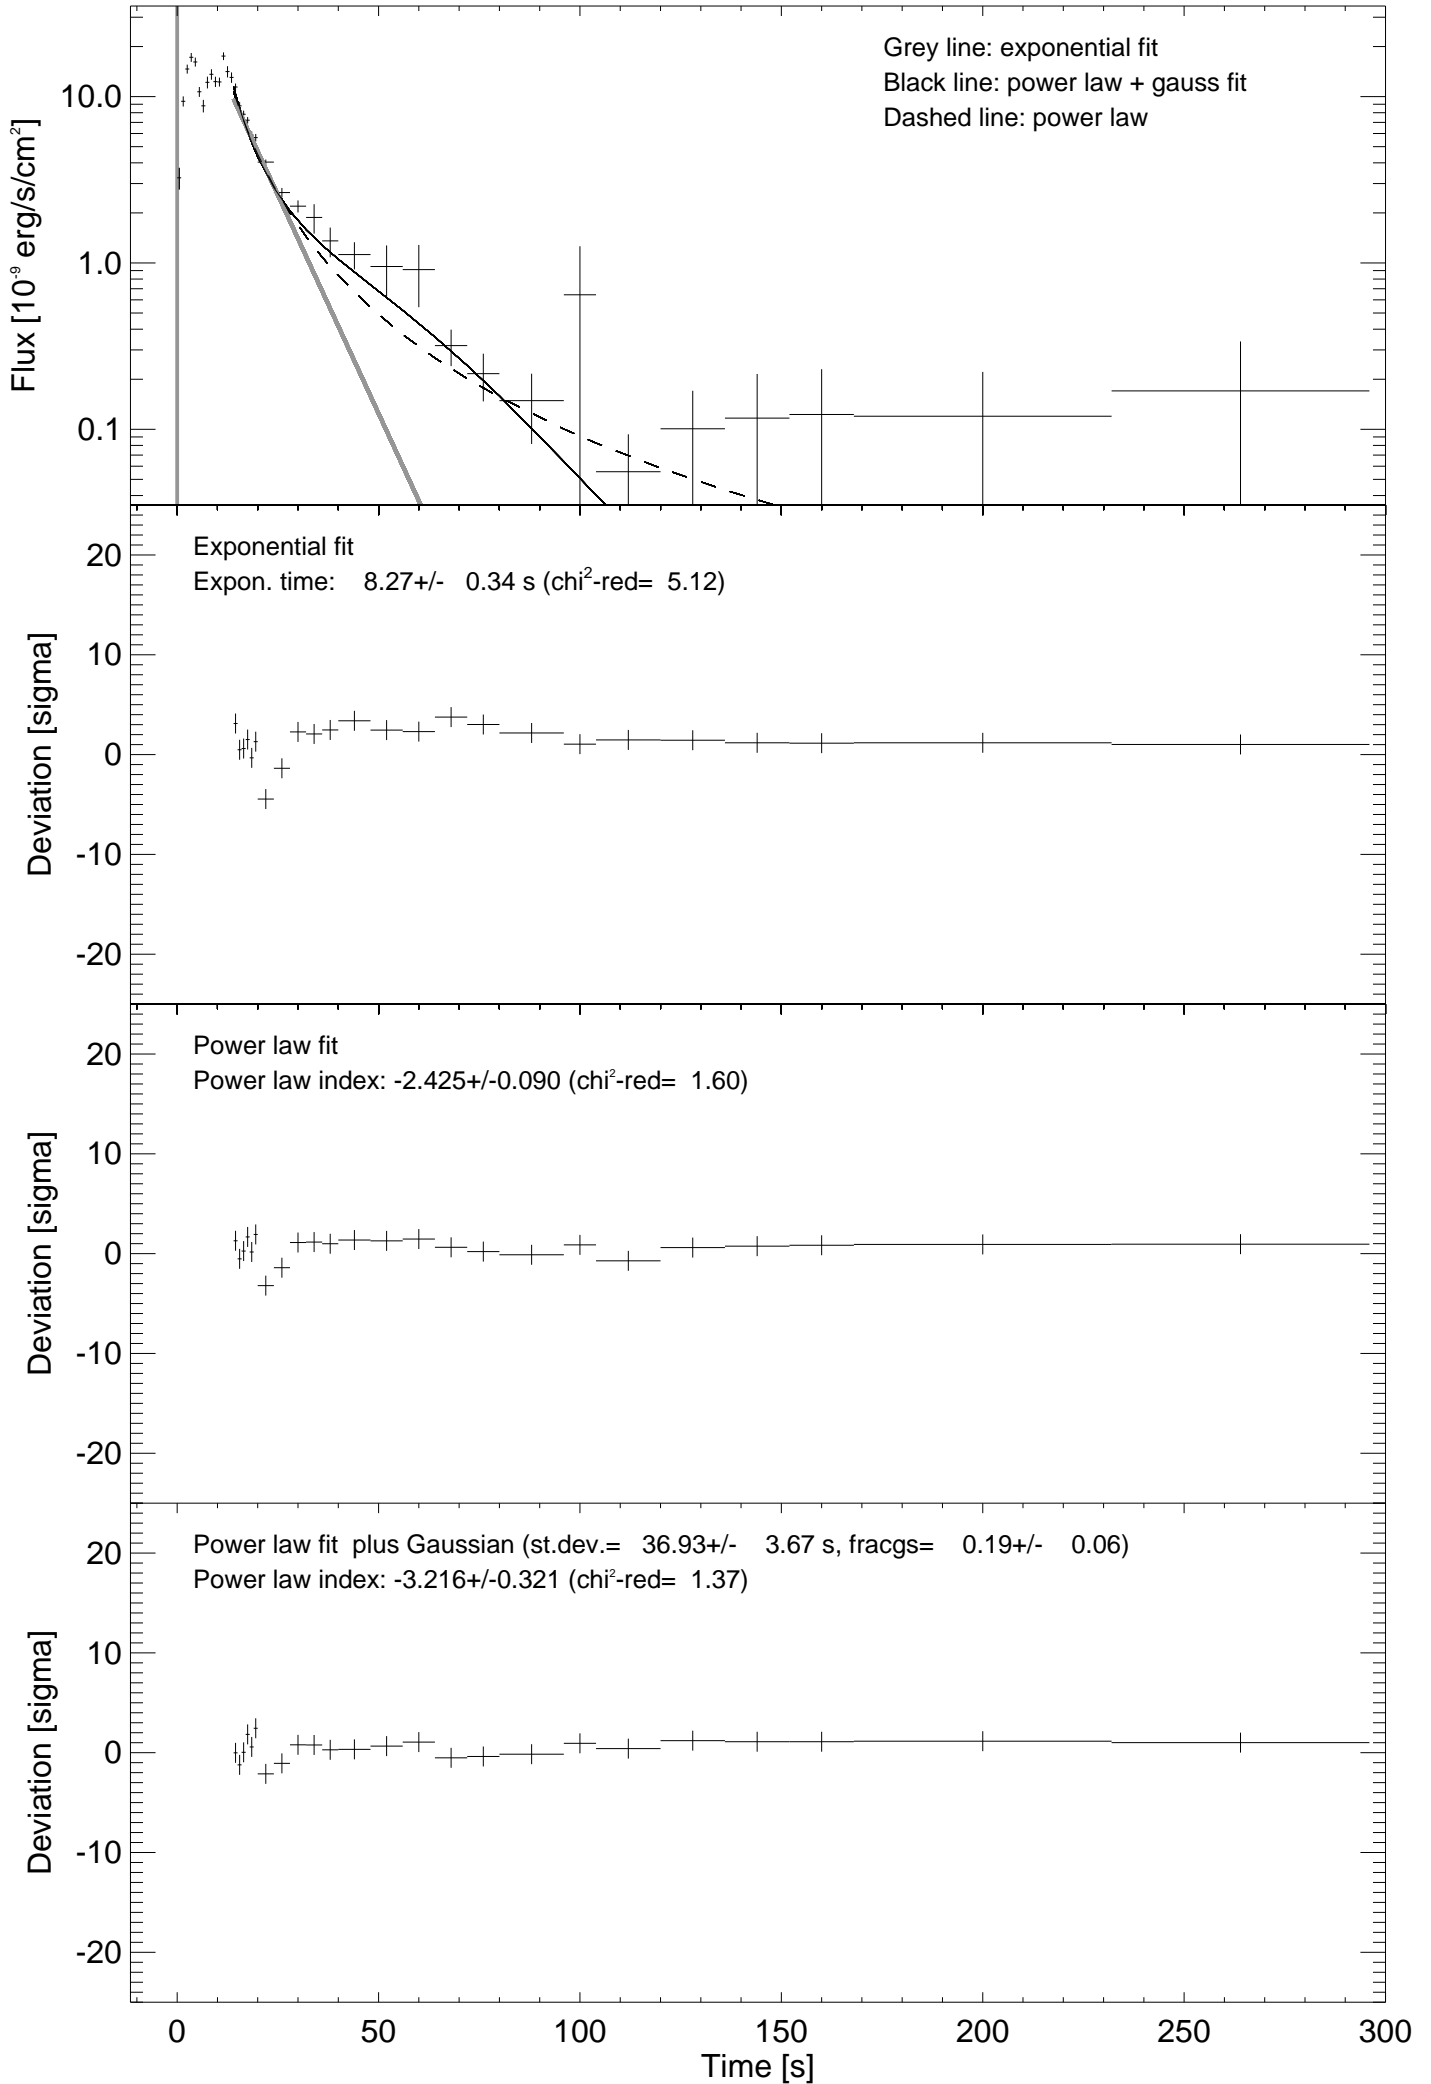 Grey line: exponential fit
Black line: power law + gauss fit
Dashed line: power law
10.0
1.0
0.1
Flux [10⁻⁹ erg/s/cm²]
Exponential fit
Expon. time: 8.27+/- 0.34 s (chi²-red= 5.12)
20
10
0
-10
-20
Deviation [sigma]
Power law fit
Power law index: -2.425+/-0.090 (chi²-red= 1.60)
20
10
0
-10
-20
Deviation [sigma]
Power law fit plus Gaussian (st.dev.= 36.93+/- 3.67 s, fracgs= 0.19+/- 0.06)
Power law index: -3.216+/-0.321 (chi²-red= 1.37)
20
10
0
-10
-20
Deviation [sigma]
0 50 100 150 200 250 300
Time [s]